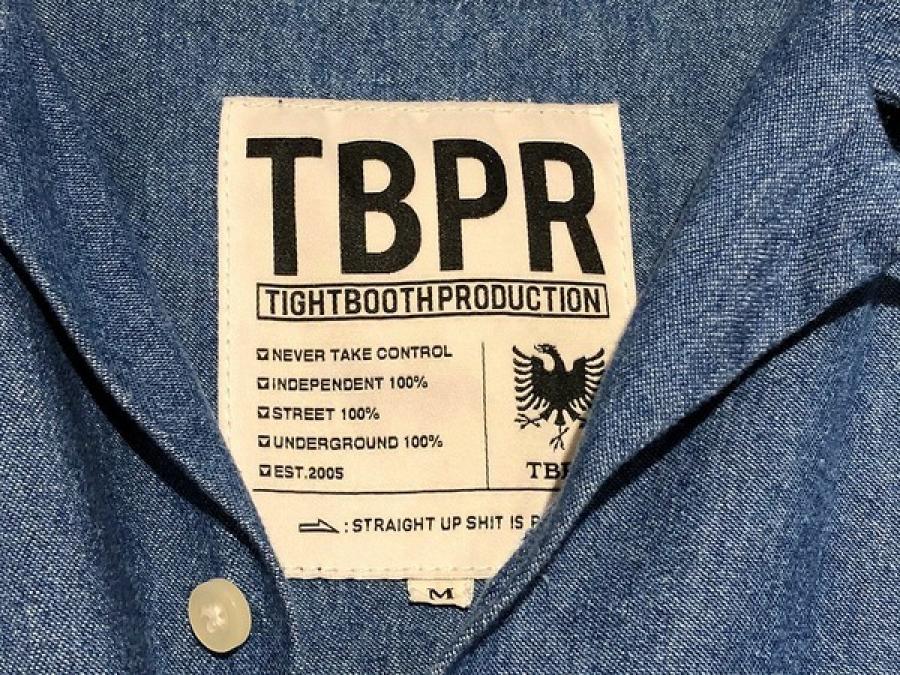 TBPR
TIGHTBOOTHPRODUCTION
NEVER TAKE CONTROL
INDEPENDENT 100%
STREET 100%
UNDERGROUND 100%
EST.2005
: STRAIGHT UP SHIT IS
M